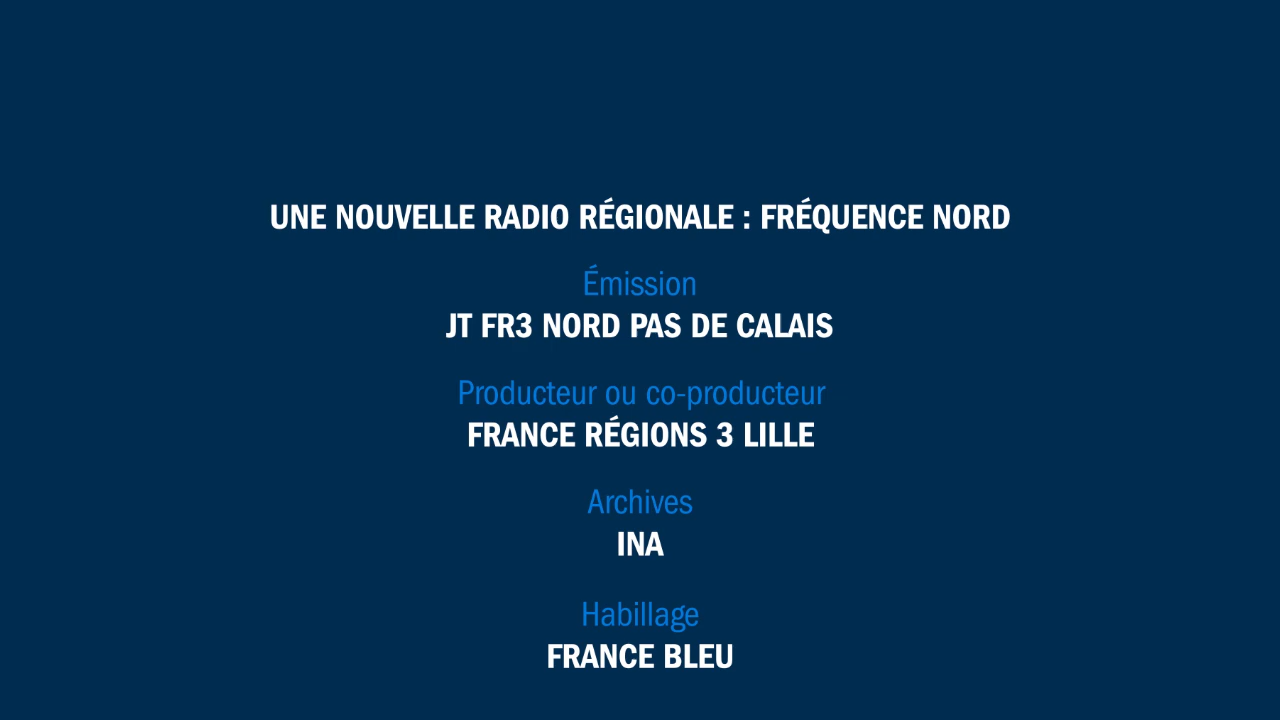 UNE NOUVELLE RADIO RÉGIONALE : FRÉQUENCE NORD
Émission
JT FR3 NORD PAS DE CALAIS
Producteur ou co-producteur
FRANCE RÉGIONS 3 LILLE
Archives
INA
Habillage
FRANCE BLEU